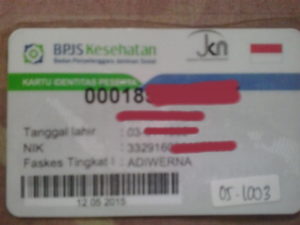 BPJS Kesehatan
Badan Penyelenggara Jaminan Sosial
jkn
KARTU IDENTITAS PESERTA
00018
Tanggal lahir : 03
NIK : 332916
Faskes Tingkat I : ADIWERNA
12 05 2015
05-1003